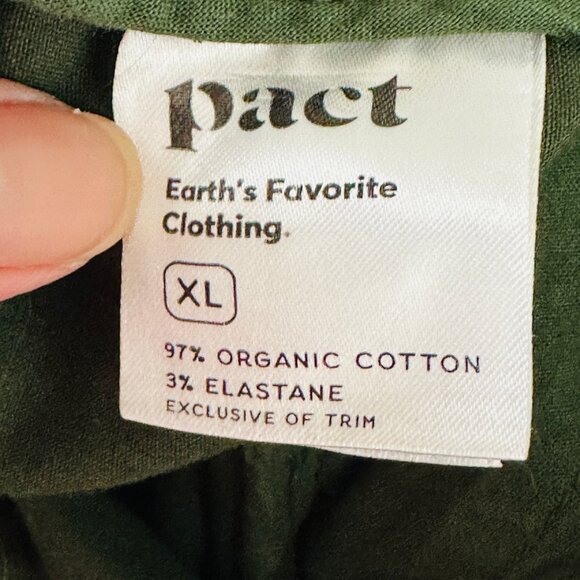 pact
Earth's Favorite
Clothing.
XL
97% ORGANIC COTTON
3% ELASTANE
EXCLUSIVE OF TRIM